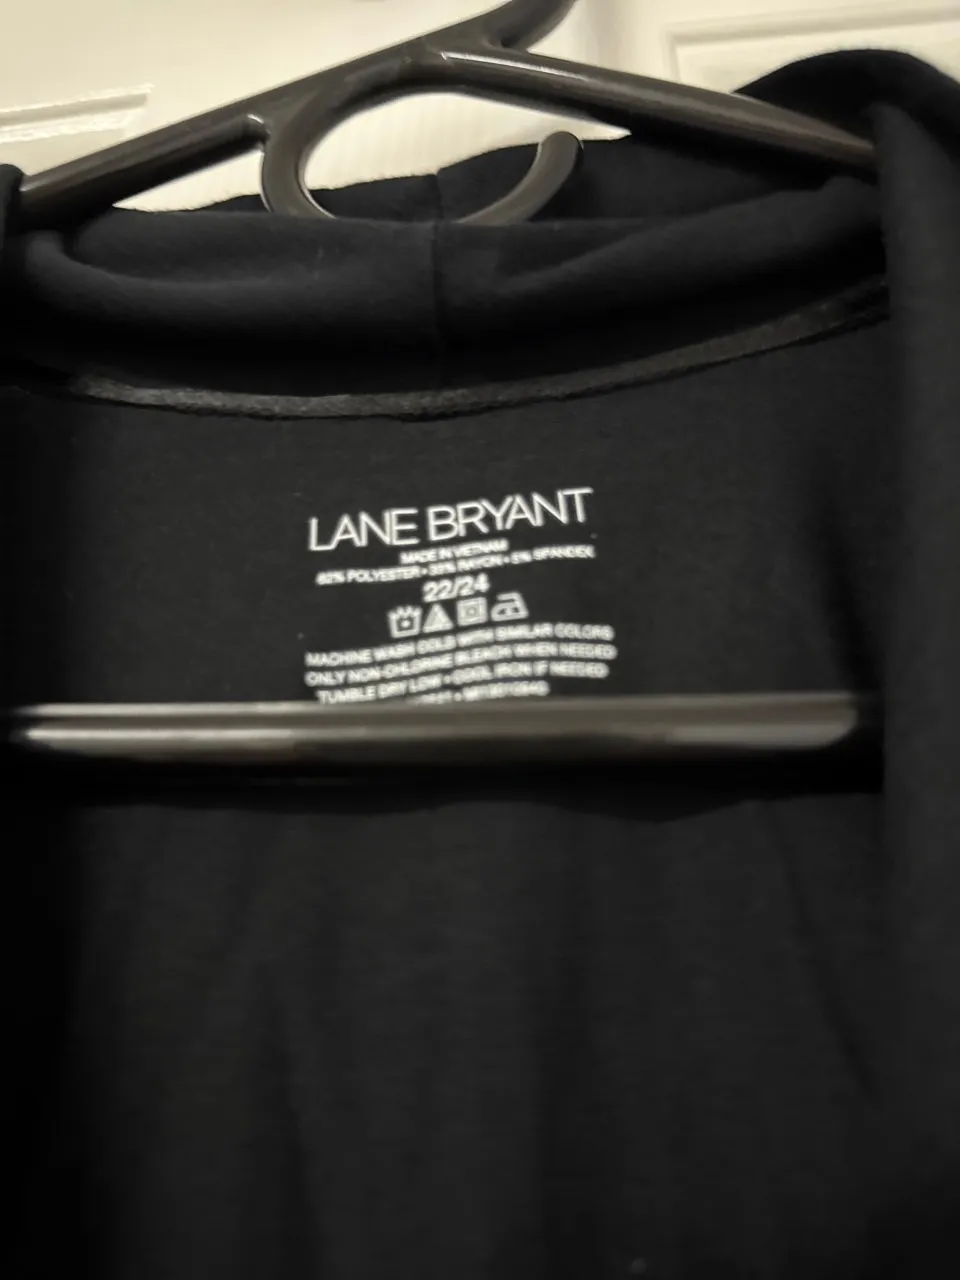 LANE BRYANT
MADE IN VIETNAM
62% POLYESTER • 33% RAYON • 5% SPANDEX
22/24
MACHINE WASH COLD WITH SIMILAR COLORS
ONLY NON-CHLORINE BLEACH WHEN NEEDED
TUMBLE DRY LOW • COOL IRON IF NEEDED